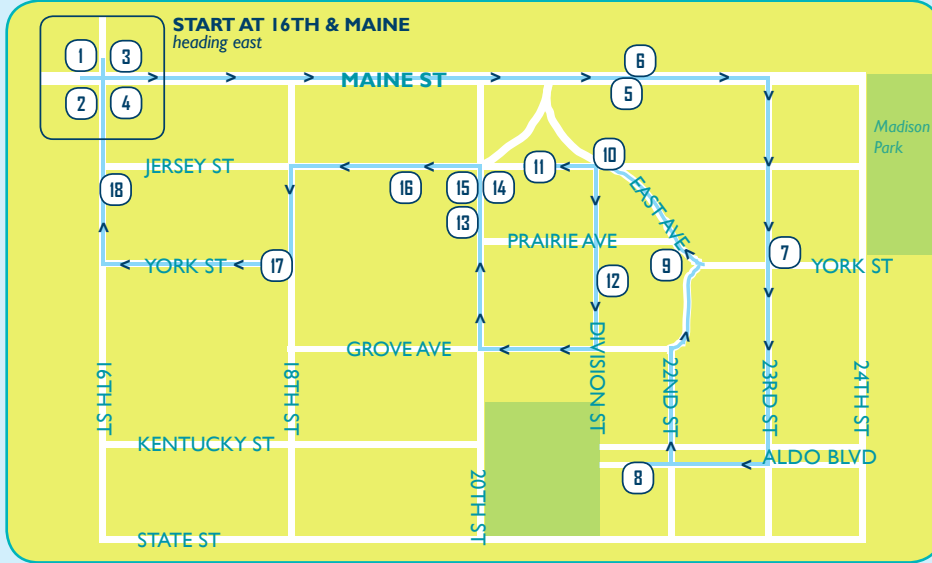 START AT 16TH & MAINE
heading east
1
3
2
4
6
5
MAINE ST
Madison
Park
JERSEY ST
18
16
15
14
13
11
10
EAST AVE
PRAIRIE AVE
9
7
YORK ST
17
YORK ST
12
GROVE AVE
16TH ST
18TH ST
DIVISION ST
22ND ST
23RD ST
24TH ST
KENTUCKY ST
ALDO BLVD
8
20TH ST
STATE ST